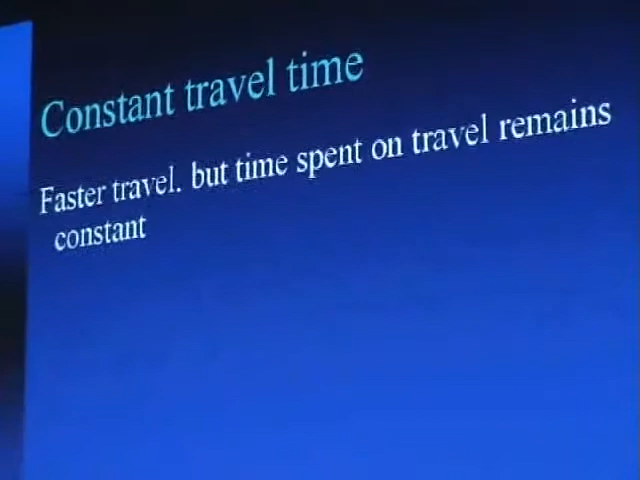 Constant travel time
Faster travel. but time spent on travel remains
constant